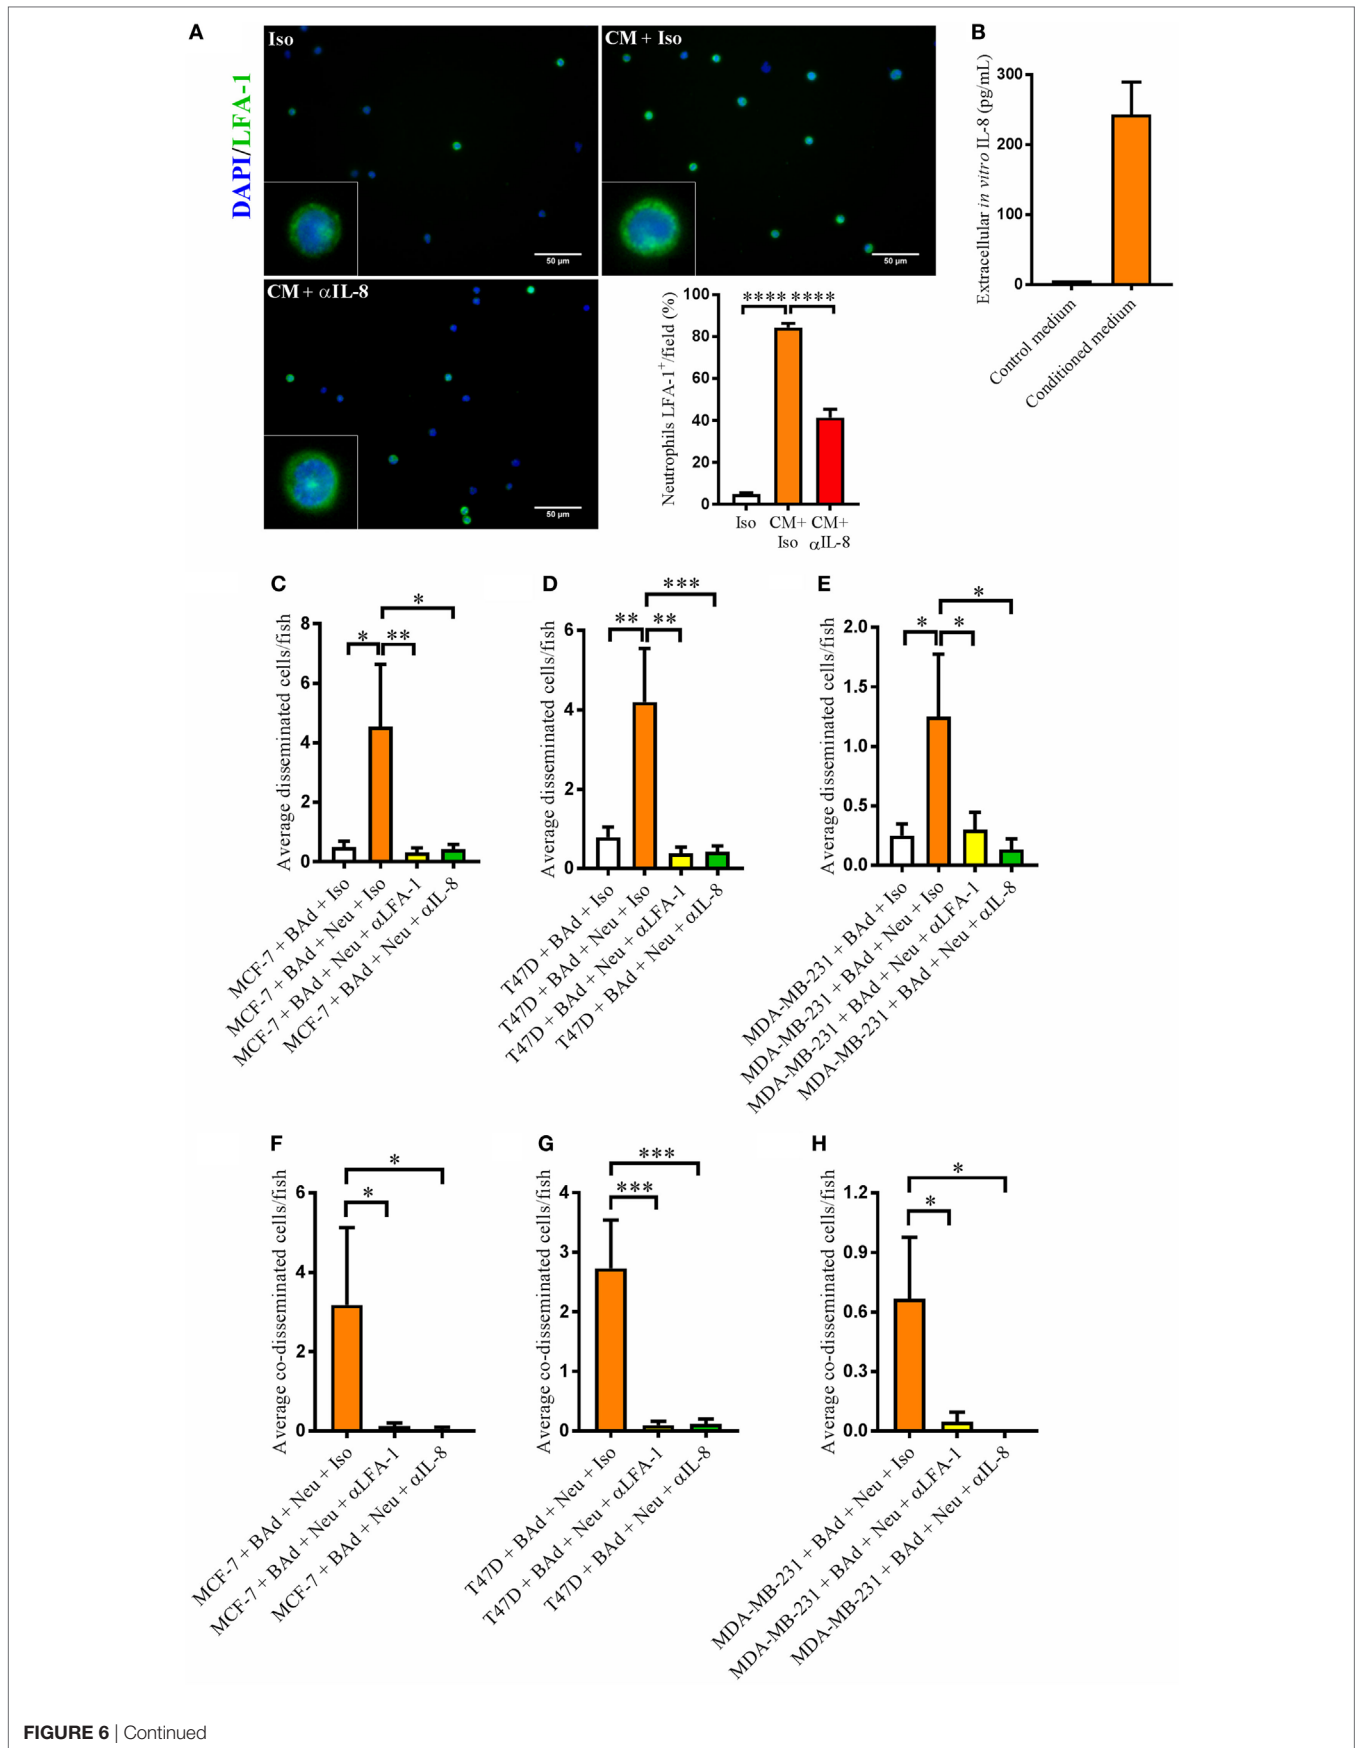 A
DAPI/LFA-1
Iso
50 µm
CM + Iso
50 µm
CM + αIL-8
50 µm
Neutrophils LFA-1+/field (%)
100
80
60
40
20
0
**** ****
Iso CM+ CM+
Iso αIL-8
B
Extracellular in vitro IL-8 (pg/mL)
300
200
100
0
Control medium
Conditioned medium
C
Average disseminated cells/fish
8
6
4
2
0
*
* **
MCF-7 + BAd + Iso
MCF-7 + BAd + Neu + Iso
MCF-7 + BAd + Neu + αLFA-1
MCF-7 + BAd + Neu + αIL-8
D
Average disseminated cells/fish
6
4
2
0
***
** **
T47D + BAd + Iso
T47D + BAd + Neu + Iso
T47D + BAd + Neu + αLFA-1
T47D + BAd + Neu + αIL-8
E
Average disseminated cells/fish
2.0
1.5
1.0
0.5
0.0
*
* *
MDA-MB-231 + BAd + Iso
MDA-MB-231 + BAd + Neu + Iso
MDA-MB-231 + BAd + Neu + αLFA-1
MDA-MB-231 + BAd + Neu + αIL-8
F
Average co-disseminated cells/fish
6
4
2
0
*
*
MCF-7 + BAd + Neu + Iso
MCF-7 + BAd + Neu + αLFA-1
MCF-7 + BAd + Neu + αIL-8
G
Average co-disseminated cells/fish
4
3
2
1
0
***
***
T47D + BAd + Neu + Iso
T47D + BAd + Neu + αLFA-1
T47D + BAd + Neu + αIL-8
H
Average co-disseminated cells/fish
1.2
0.9
0.6
0.3
0.0
*
*
MDA-MB-231 + BAd + Neu + Iso
MDA-MB-231 + BAd + Neu + αLFA-1
MDA-MB-231 + BAd + Neu + αIL-8
FIGURE 6 | Continued